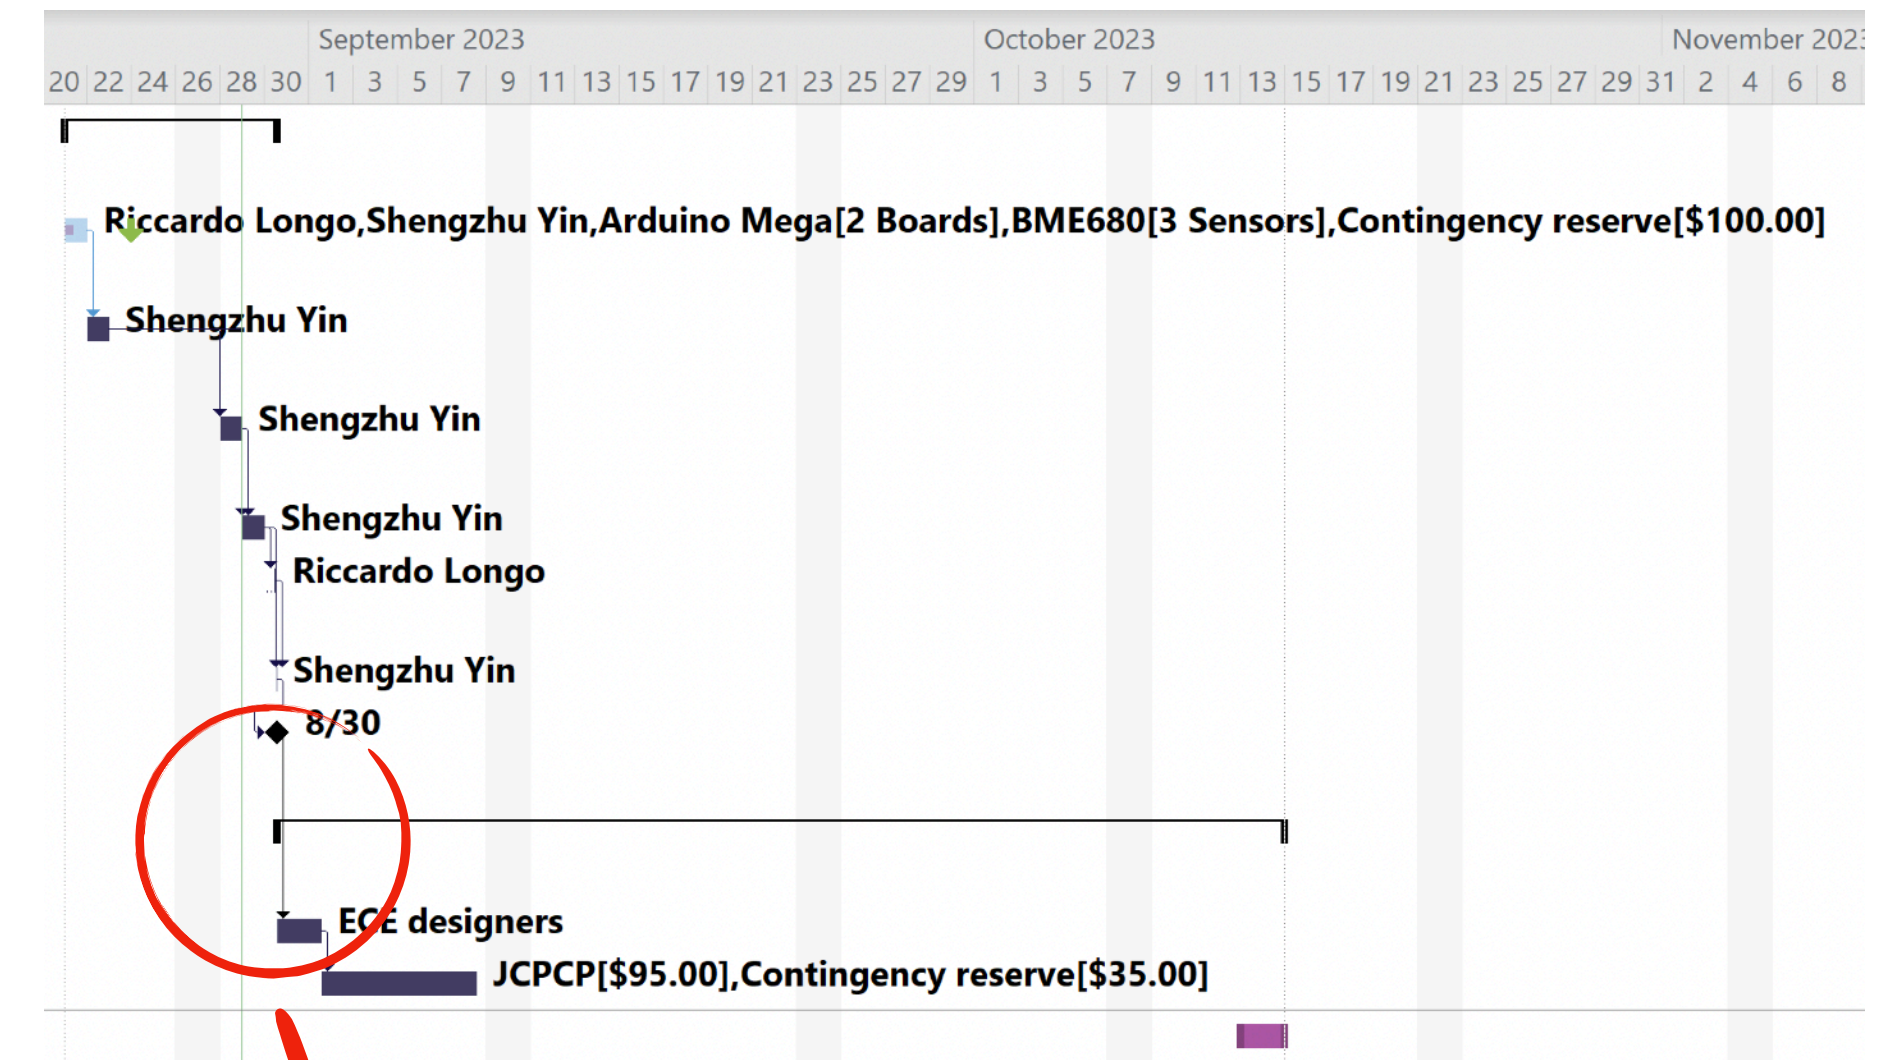 September 2023 October 2023 November 2023
20 22 24 26 28 30 1 3 5 7 9 11 13 15 17 19 21 23 25 27 29 1 3 5 7 9 11 13 15 17 19 21 23 25 27 29 31 2 4 6 8
Riccardo Longo,Shengzhu Yin,Arduino Mega[2 Boards],BME680[3 Sensors],Contingency reserve[$100.00]
Shengzhu Yin
Shengzhu Yin
Shengzhu Yin
Riccardo Longo
Shengzhu Yin
8/30
ECE designers
JCPCP[$95.00],Contingency reserve[$35.00]